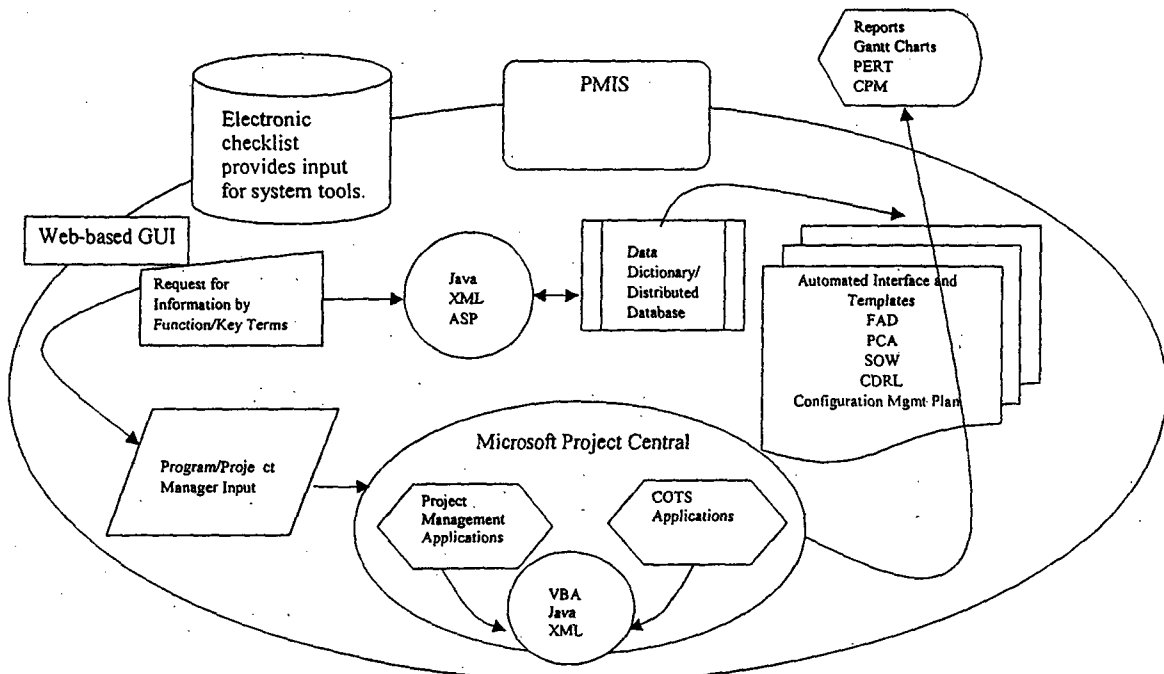 Reports
Gantt Charts
PERT
CPM
PMIS
Electronic
checklist
provides input
for system tools.
Web-based GUI
Request for
Information by
Function/Key Terms
Java
XML
ASP
Data
Dictionary/
Distributed
Database
Automated Interface and
Templates
FAD
PCA
SOW
CDRL
Configuration Mgmt Plan
Program/Proje ct
Manager Input
Microsoft Project Central
Project
Management
Applications
COTS
Applications
VBA
Java
XML